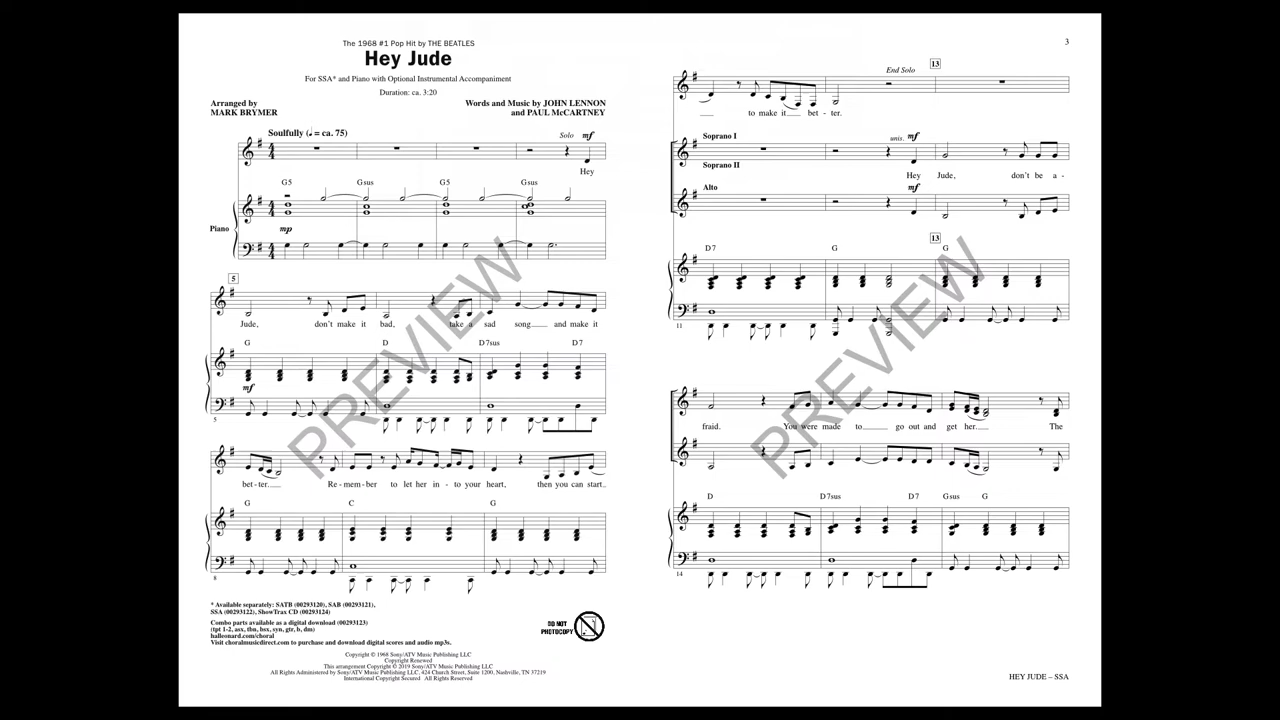 The 1968 #1 Pop Hit by THE BEATLES
Hey Jude
For SSA* and Piano with Optional Instrumental Accompaniment
Duration: ca. 3:20
Arranged by
MARK BRYMER
Words and Music by JOHN LENNON
and PAUL McCARTNEY
Soulfully (♩ = ca. 75)
Solo mf
Hey
G5 Gsus G5 Gsus
Piano
mp
5
Jude, don't make it bad, take a sad song and make it
G D D7sus D7
mf
5
bet - ter. Re - mem - ber to let her in - to your heart, then you can start
G C G
8
* Available separately: SATB (00293120), SAB (00293121),
SSA (00293122), ShowTrax CD (00293124)
Combo parts available as a digital download (00293123)
(tpt 1-2, asx, tbn, bsx, syn, gtr, b, dm)
halleonard.com/choral
Visit choralmusicdirect.com to purchase and download digital scores and audio mp3s.
DO NOT
PHOTOCOPY
Copyright © 1968 Sony/ATV Music Publishing LLC
Copyright Renewed
This arrangement Copyright © 2019 Sony/ATV Music Publishing LLC
All Rights Administered by Sony/ATV Music Publishing LLC, 424 Church Street, Suite 1200, Nashville, TN 37219
International Copyright Secured All Rights Reserved
PREVIEW
3
End Solo 13
to make it bet - ter.
Soprano I unis. mf
Soprano II
Hey Jude, don't be a -
Alto mf
13
D7 G G
11
fraid. You were made to go out and get her. The
D D7sus D7 Gsus G
14
PREVIEW
HEY JUDE – SSA